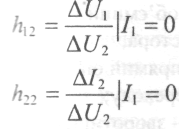 h₁₂ = ΔU₁/ΔU₂ |I₁ = 0
h₂₂ = ΔI₂/ΔU₂ |I₁ = 0